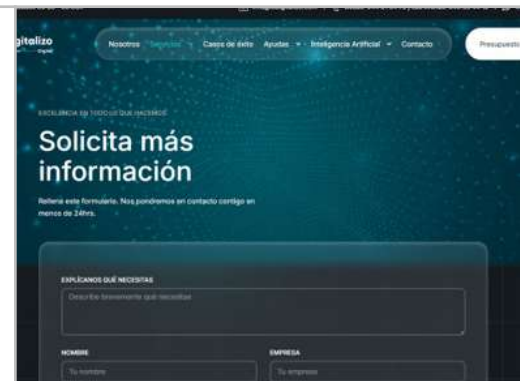 gitalizo
Digital
Nosotros Servicios Casos de éxito Ayudas Inteligencia Artificial Contacto
Presupuesto
EXCELENCIA EN TODO LO QUE HACEMOS
Solicita más
información
Rellena este formulario. Nos pondremos en contacto contigo en
menos de 24hrs.
EXPLÍCANOS QUÉ NECESITAS
Describe brevemente qué necesitas
NOMBRE EMPRESA
Tu nombre Tu empresa